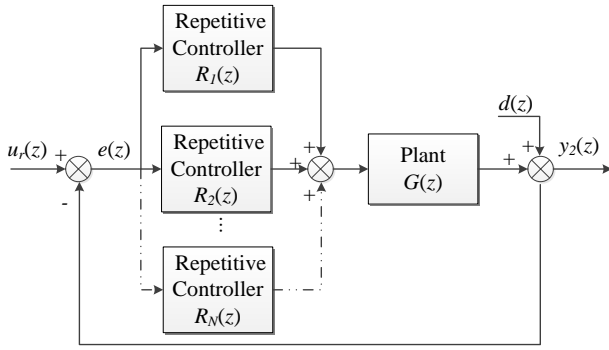 Repetitive
Controller
R1(z)
d(z)
ur(z)
+
e(z)
+
+
+
+
+
y2(z)
-
Repetitive
Controller
R2(z)
Plant
G(z)
...
Repetitive
Controller
RN(z)